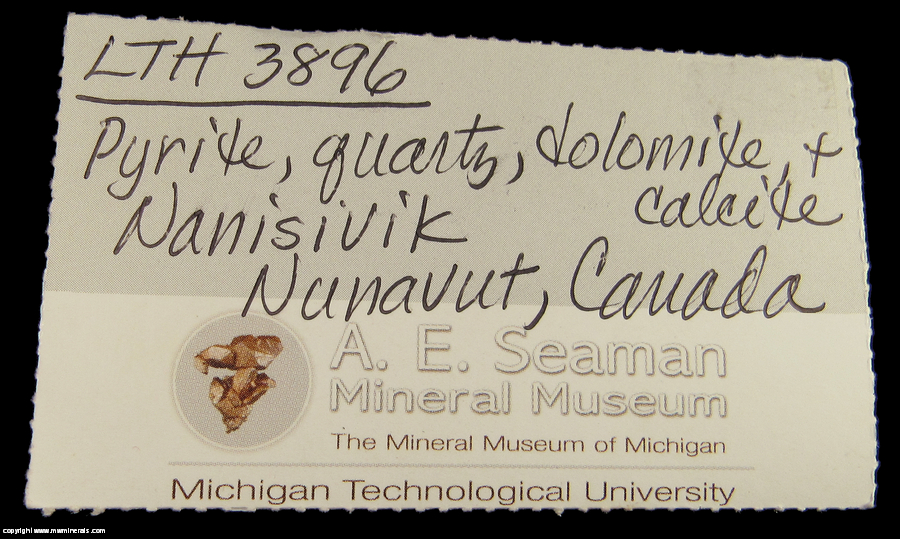 LTH 3896
Pyrite, quartz, dolomite, +
calcite
Nanisivik
Nunavut, Canada
A. E. Seaman
Mineral Museum
The Mineral Museum of Michigan
Michigan Technological University
copyright www.mwminerals.com